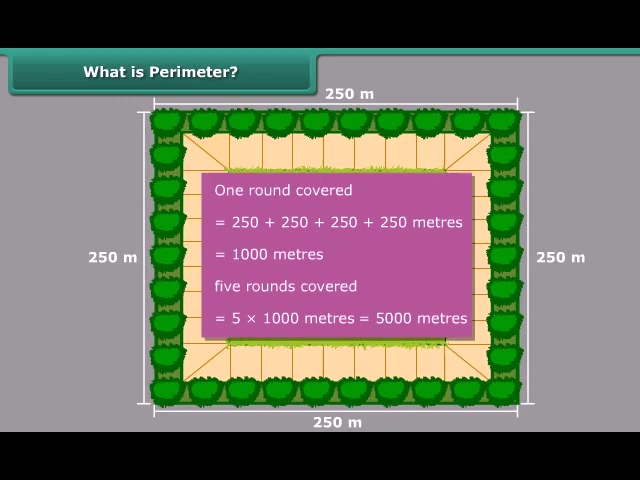 What is Perimeter?
250 m
One round covered
= 250 + 250 + 250 + 250 metres
250 m
250 m
= 1000 metres
five rounds covered
= 5 × 1000 metres = 5000 metres
250 m